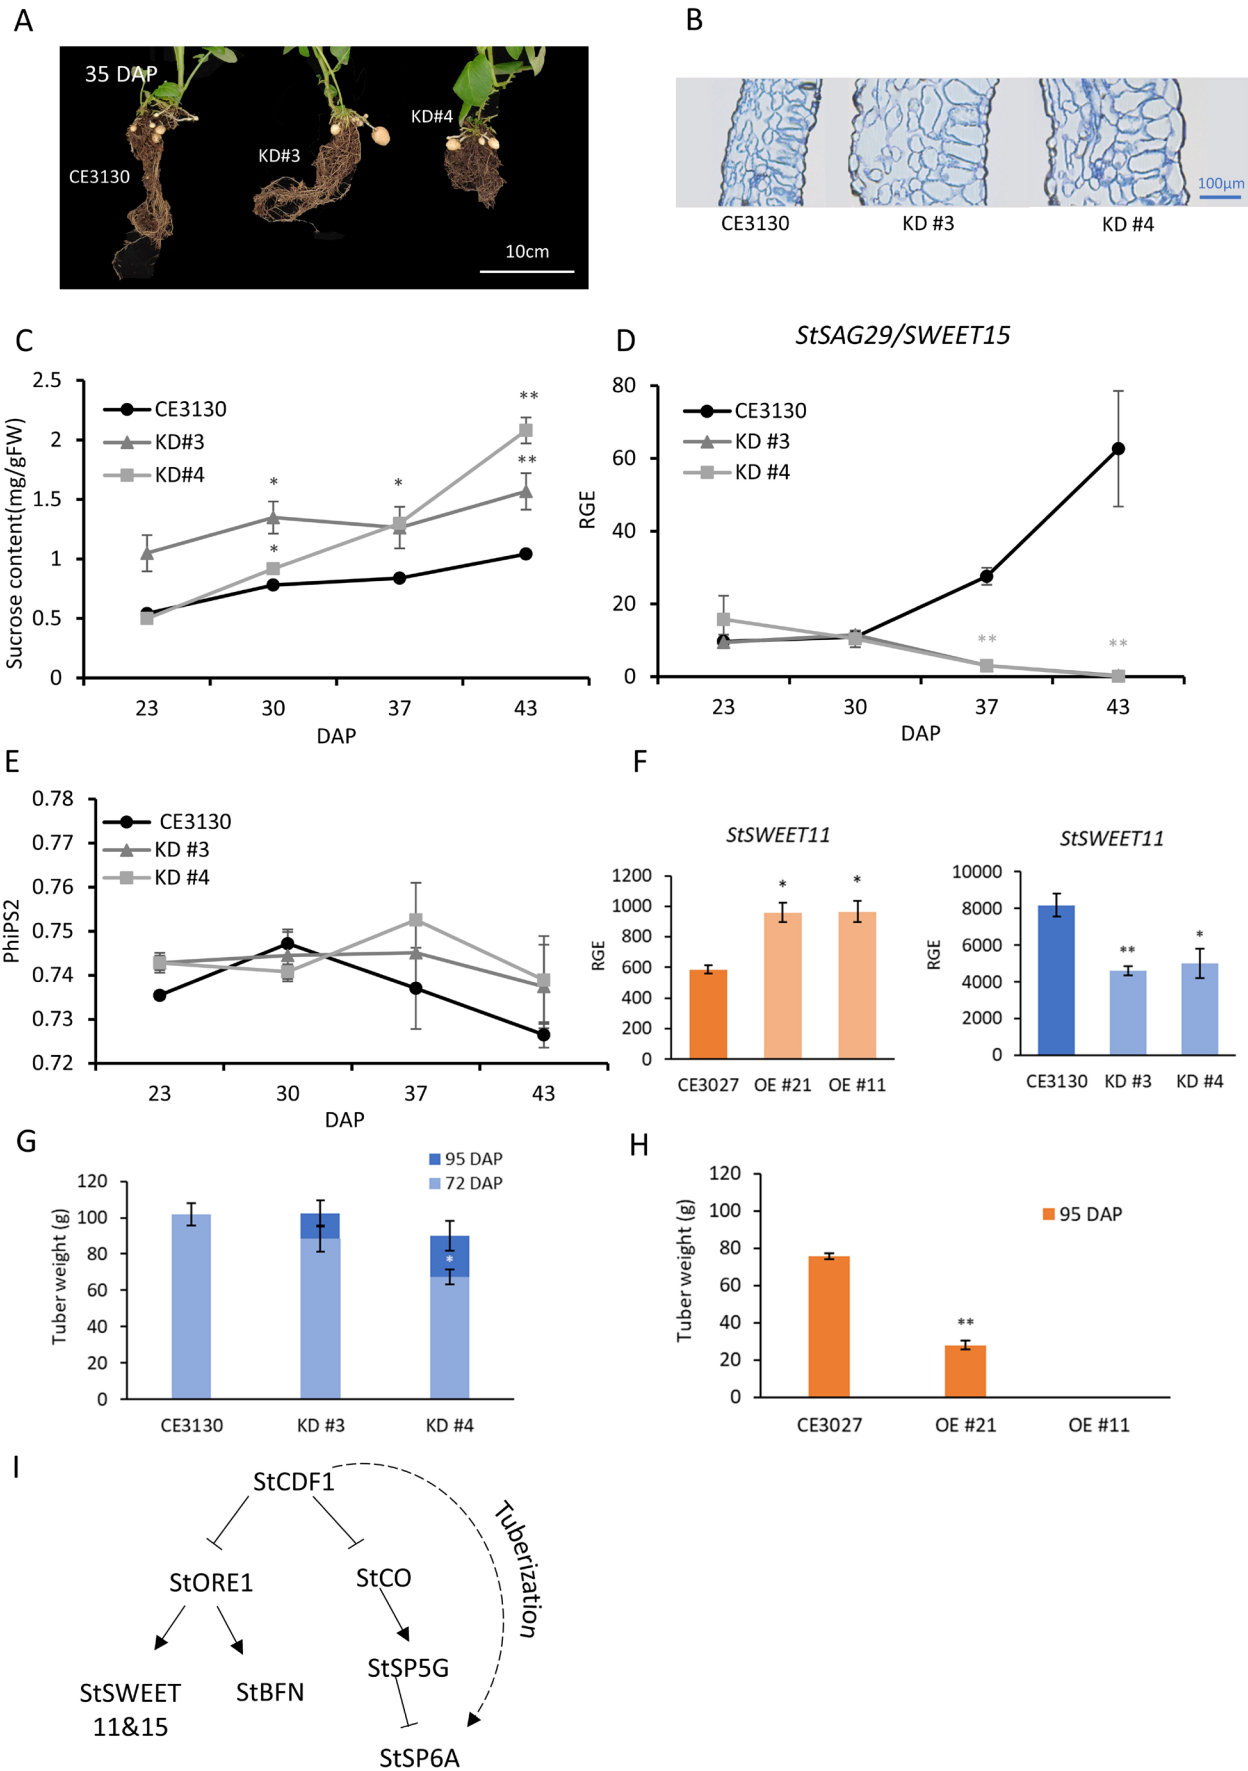 A
35 DAP
CE3130
KD#3
KD#4
10cm
B
100µm
CE3130
KD #3
KD #4
C
Sucrose content(mg/gFW)
2.5
2
1.5
1
0.5
0
CE3130
KD#3
KD#4
*
*
*
**
**
23
30
37
43
DAP
D
StSAG29/SWEET15
RGE
80
60
40
20
0
CE3130
KD #3
KD #4
**
**
23
30
37
43
DAP
E
PhiPS2
0.78
0.77
0.76
0.75
0.74
0.73
0.72
CE3130
KD #3
KD #4
23
30
37
43
DAP
F
StSWEET11
RGE
1200
1000
800
600
400
200
0
*
*
CE3027
OE #21
OE #11
StSWEET11
RGE
10000
8000
6000
4000
2000
0
**
*
CE3130
KD #3
KD #4
G
Tuber weight (g)
120
100
80
60
40
20
0
95 DAP
72 DAP
*
CE3130
KD #3
KD #4
H
Tuber weight (g)
120
100
80
60
40
20
0
95 DAP
**
CE3027
OE #21
OE #11
I
StCDF1
Tuberization
StORE1
StCO
StSP5G
StSWEET
11&15
StBFN
StSP6A